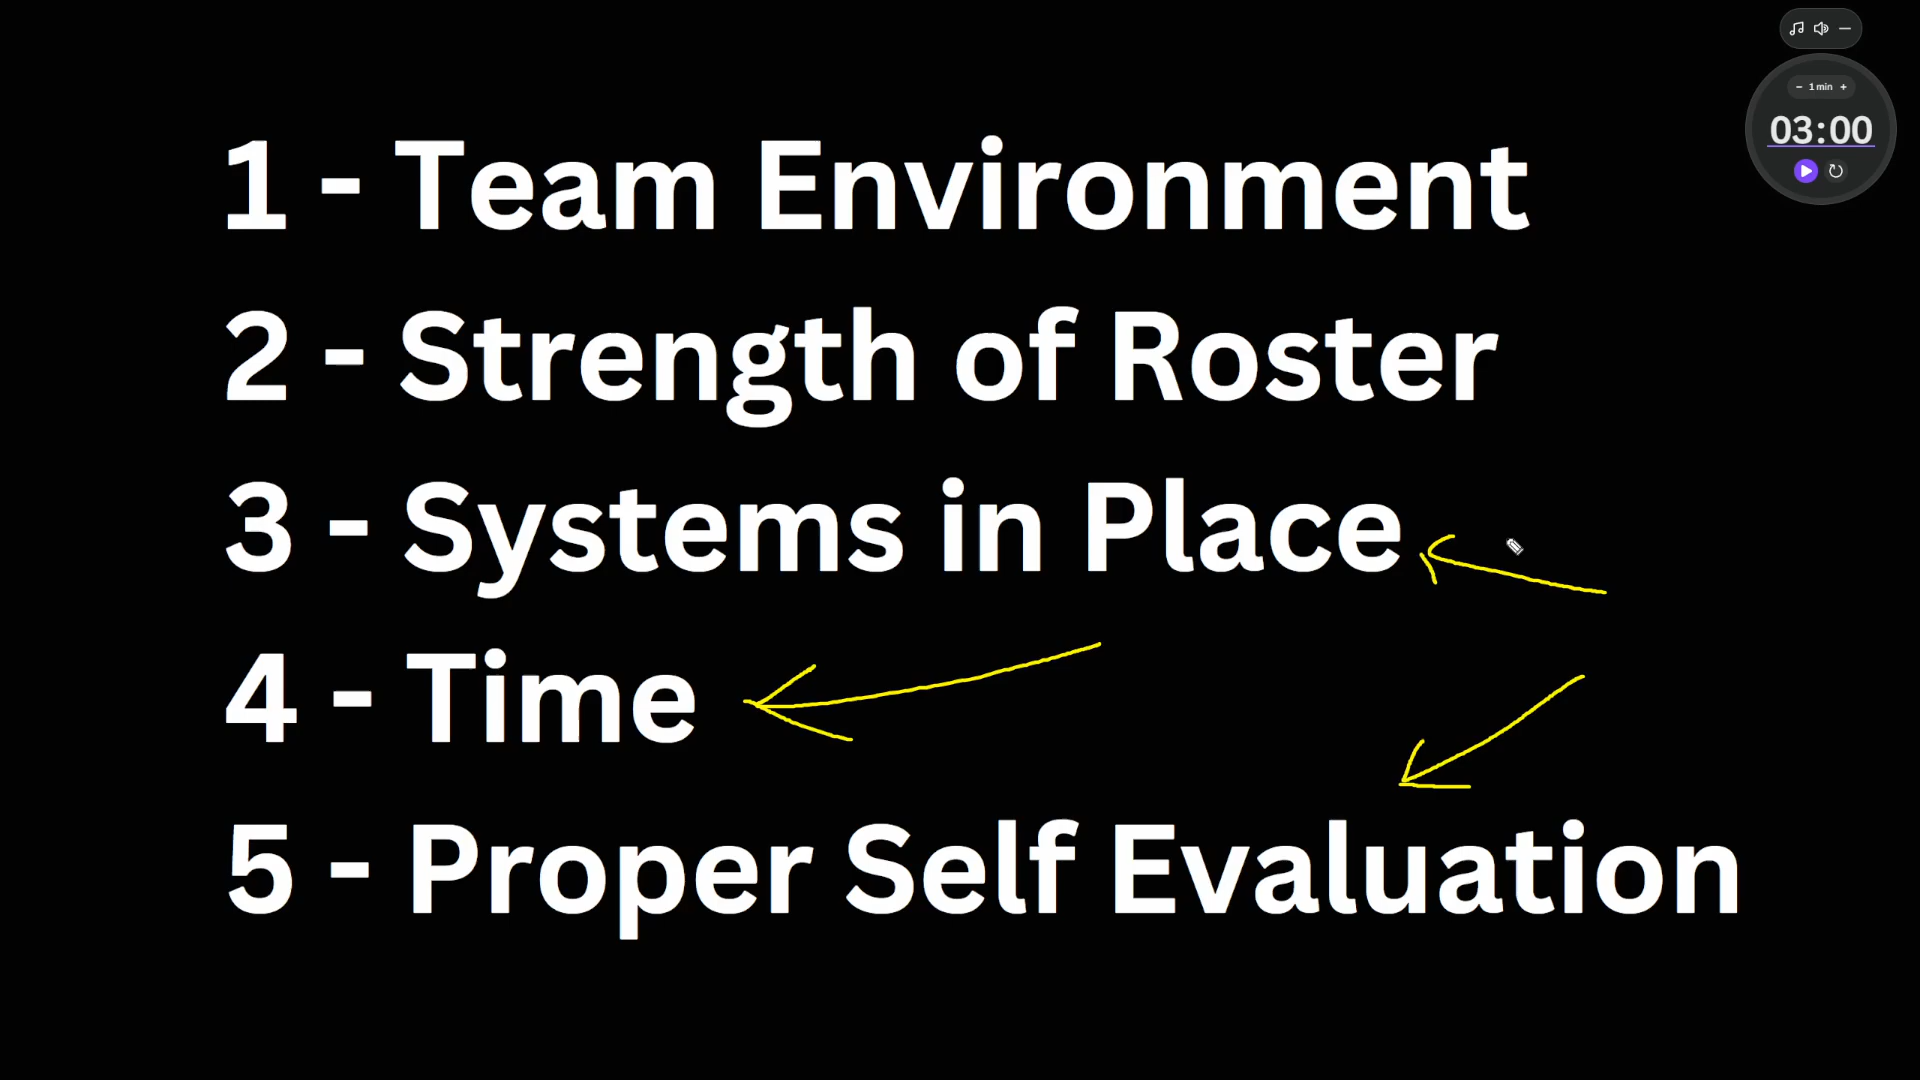 1 - Team Environment
2 - Strength of Roster
3 - Systems in Place
4 - Time
5 - Proper Self Evaluation
− 1 min +
03:00